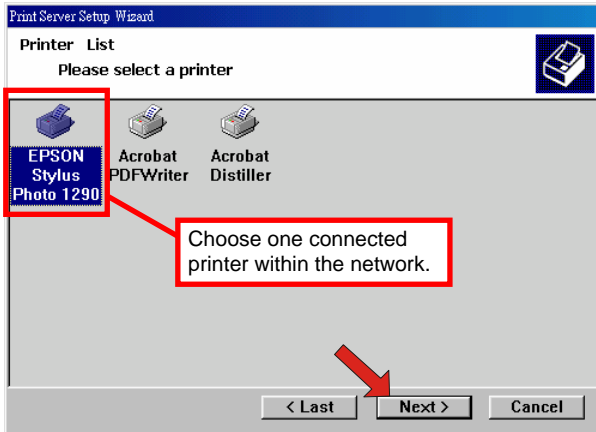 Print Server Setup Wizard
Printer List
Please select a printer
EPSON
Stylus
Photo 1290
Acrobat
PDFWriter
Acrobat
Distiller
Choose one connected
printer within the network.
< Last
Next >
Cancel